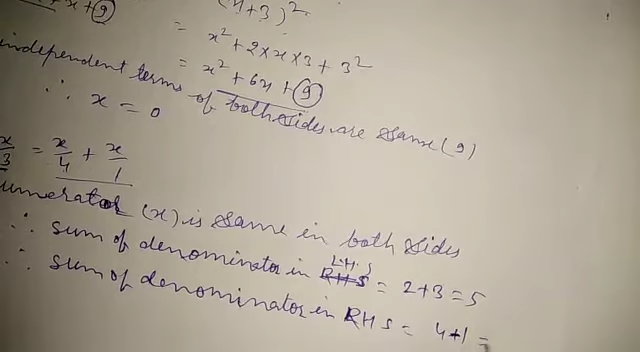 x + 9
(x+3)²
= x² + 2×x×3 + 3²
= x² + 6x + 9
independent terms of both sides are same (9)
∴ x = 0
x/3 = x/4 + x/1
umerator (x) is same in both sides
∴ sum of denominator in L.H.S = 2+3 = 5
∴ sum of denominator in RHS = 4+1 =